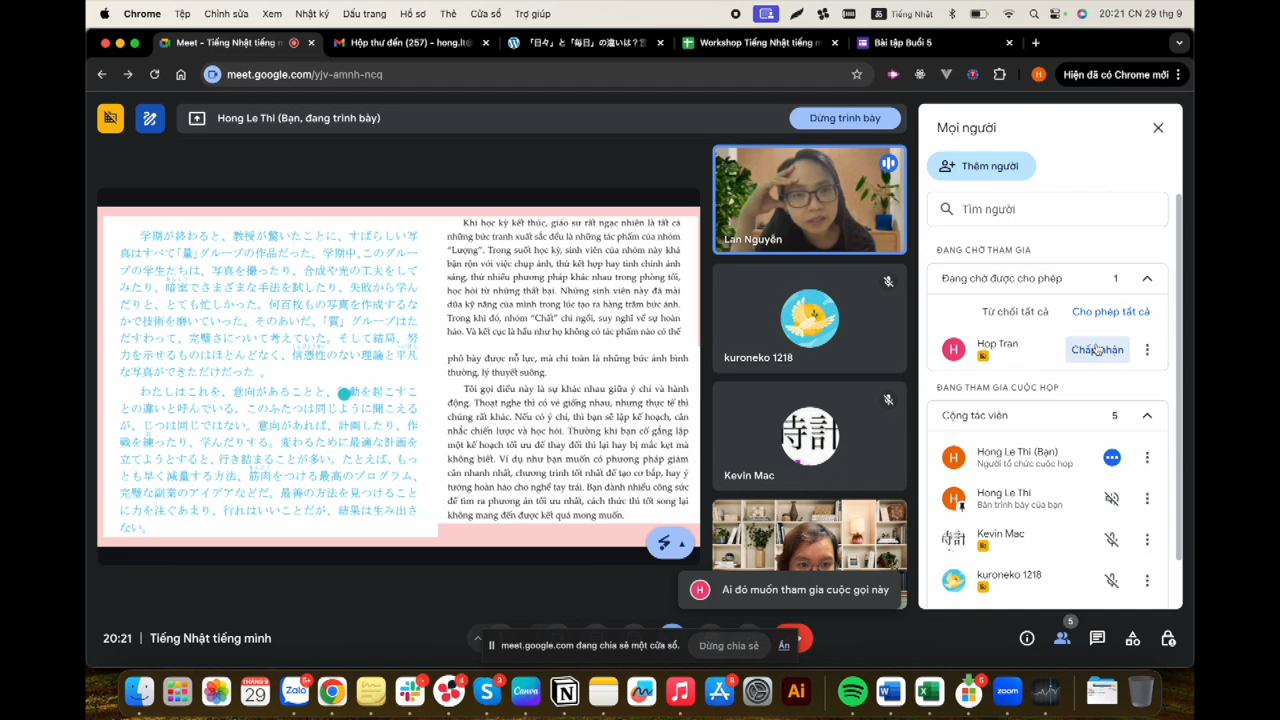 Chrome Tệp Chỉnh sửa Xem Nhật ký Dấu trang Hồ sơ Thẻ Cửa sổ Trợ giúp Tiếng Nhật 20:21 CN 29 thg 9
Meet - Tiếng Nhật tiếng m Hộp thư đến (257) - hong.lt@ 「日々」と「毎日」の違いは？ Workshop Tiếng Nhật tiếng m Bài tập Buổi 5
meet.google.com/yjv-amnh-ncq Hiện đã có Chrome mới
Hong Le Thi (Bạn, đang trình bày) Dừng trình bày
学期が終わると、教授が驚いたことに、すばらしい写
真はすべて「量」グループの作品だった。学期中、このグルー
プの学生たちは、写真を撮ったり、合成や光の工夫をして
みたり、暗室でさまざまな手法を試したり、失敗から学ん
だりと、とても忙しかった。何百枚もの写真を作成するな
かで技術を磨いていった。そのあいだ、「質」グループはた
だすわって、完璧さについて考えていた。そして結局、努
力を示せるものはほとんどなく、信憑性のない理論と平凡
な写真ができただけだった 。
わたしはこれを、意向があることと、動を起こすこ
との違いと呼んでいる。このふたつは同じように聞こえる
が、じつは同じではない。意向があれば、計画したり、作
戦を練ったり、学んだりする。変わるために最適な計画を
立てようとすると、行き詰まることが多い。たとえば、もっ
とも早く減量する方法、筋肉をつける最高のプログラム、
完璧な副業のアイデアなどだ。最善の方法を見つけること
に力を注ぐあまり、行れはいいことだが、結果は生み出さ
ない。
Khi học kỳ kết thúc, giáo sư rất ngạc nhiên là tất cả
những bức tranh xuất sắc đều là những tác phẩm của nhóm
“Lượng”. Trong suốt học kỳ, sinh viên của nhóm này khá
bận rộn với việc chụp ảnh, thử kết hợp hay tinh chỉnh ánh
sáng, thử nhiều phương pháp khác nhau trong phòng tối,
học hỏi từ những thất bại. Những sinh viên này đã mài
dũa kỹ năng của mình trong lúc tạo ra hàng trăm bức ảnh.
Trong khi đó, nhóm “Chất” chỉ ngồi, suy nghĩ về sự hoàn
hảo. Và kết cục là hầu như họ không có tác phẩm nào có thể
phô bày được nỗ lực, mà chỉ toàn là những bức ảnh bình
thường, lý thuyết suông.
Tôi gọi điều này là sự khác nhau giữa ý chí và hành
động. Thoạt nghe thì có vẻ giống nhau, nhưng thực tế thì
chúng rất khác. Nếu có ý chí, thì bạn sẽ lập kế hoạch, cân
nhắc chiến lược và học hỏi. Thường khi bạn cố gắng lập
một kế hoạch tối ưu để thay đổi thì lại hay bị mắc kẹt mà
không biết. Ví dụ như bạn muốn có phương pháp giảm
cân nhanh nhất, chương trình tốt nhất để tạo cơ bắp, hay ý
tưởng hoàn hảo cho nghề tay trái. Bạn dành nhiều công sức
để tìm ra phương án tối ưu nhất, cách thức thì tốt song lại
không mang đến được kết quả mong muốn.
Lan Nguyễn
kuroneko 1218
侍計
Kevin Mac
Mọi người
Thêm người
Tìm người
ĐANG CHỜ THAM GIA
Đang chờ được cho phép 1
Từ chối tất cả Cho phép tất cả
H Hop Tran Chấp nhận
ĐANG THAM GIA CUỘC HỌP
Cộng tác viên 5
H Hong Le Thi (Bạn)
Người tổ chức cuộc họp
H Hong Le Thi
Bản trình bày của bạn
侍計 Kevin Mac
kuroneko 1218
H Ai đó muốn tham gia cuộc gọi này
20:21 Tiếng Nhật tiếng mình
meet.google.com đang chia sẻ một cửa sổ. Dừng chia sẻ Ẩn
5
THÁNG 9
29
Zalo
Canva
Ai
zoom